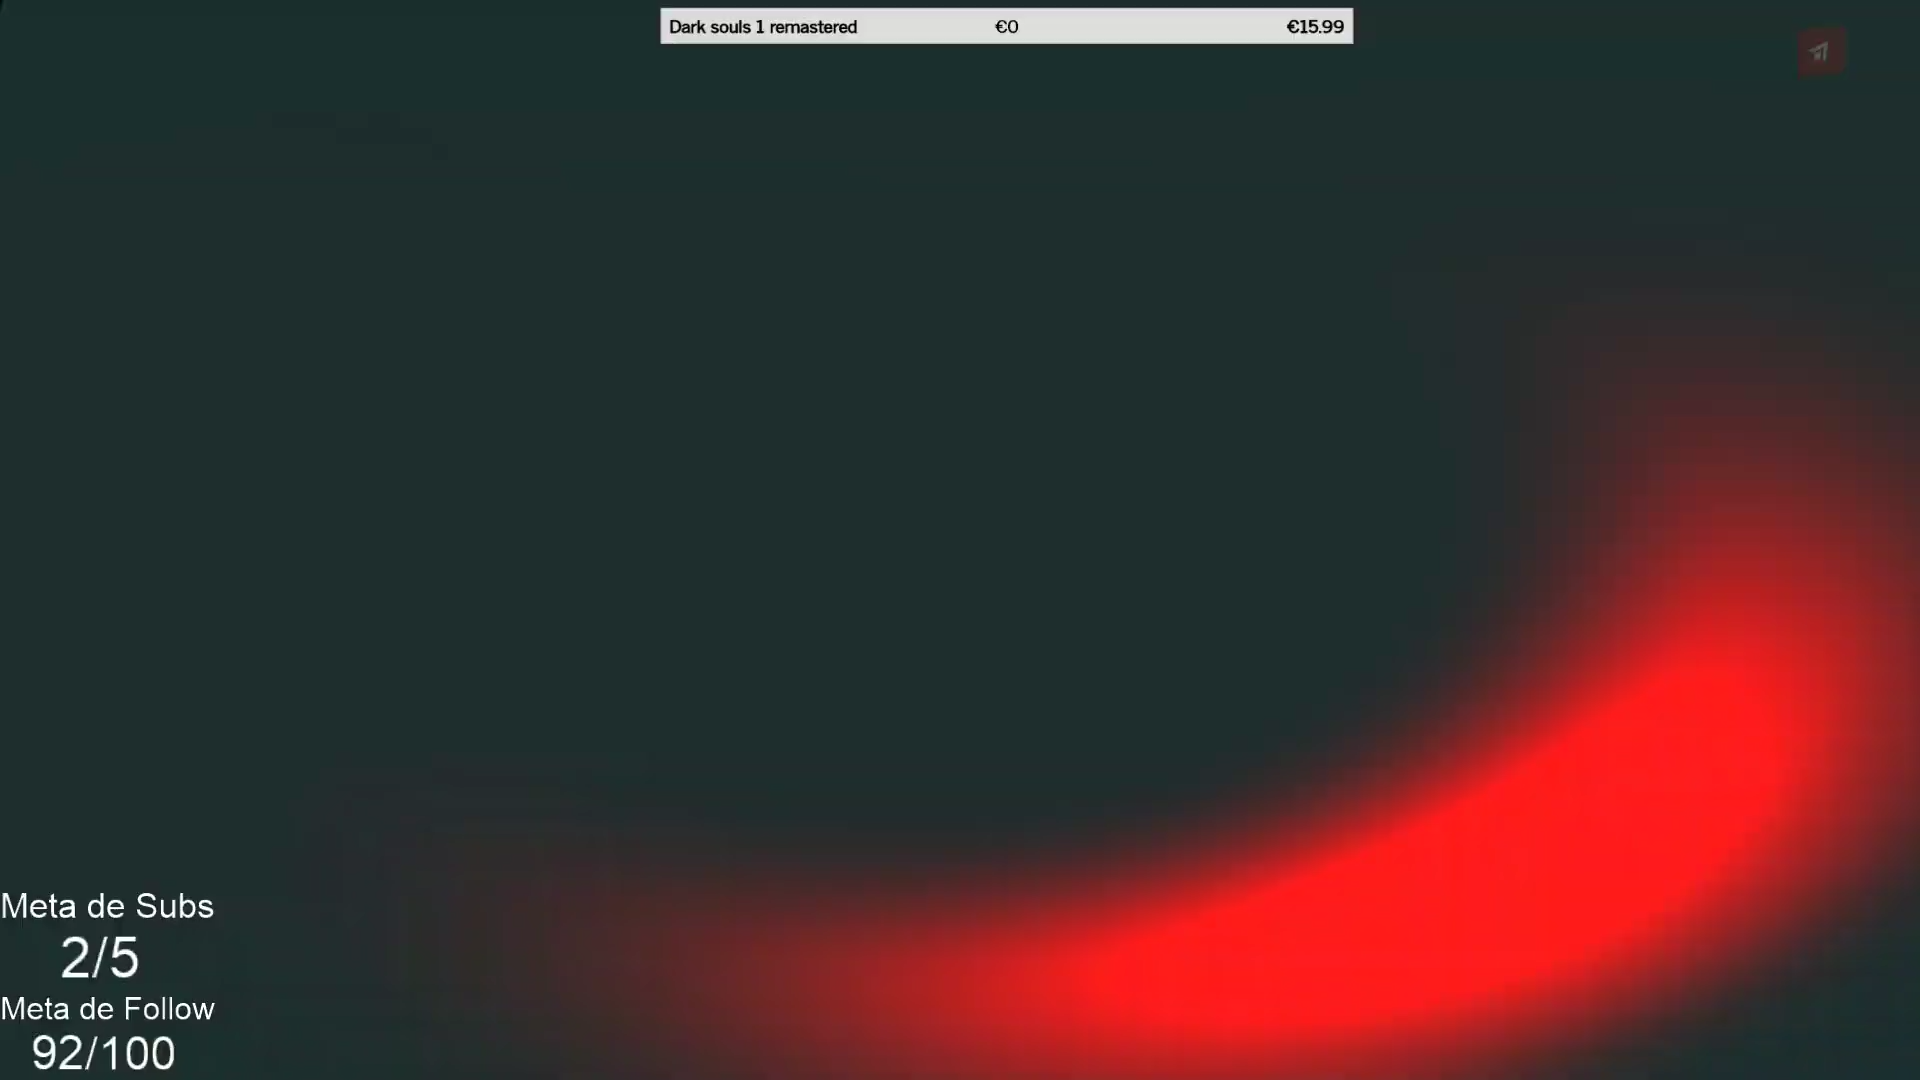 Dark souls 1 remastered €0 €15.99
Meta de Subs
2/5
Meta de Follow
92/100